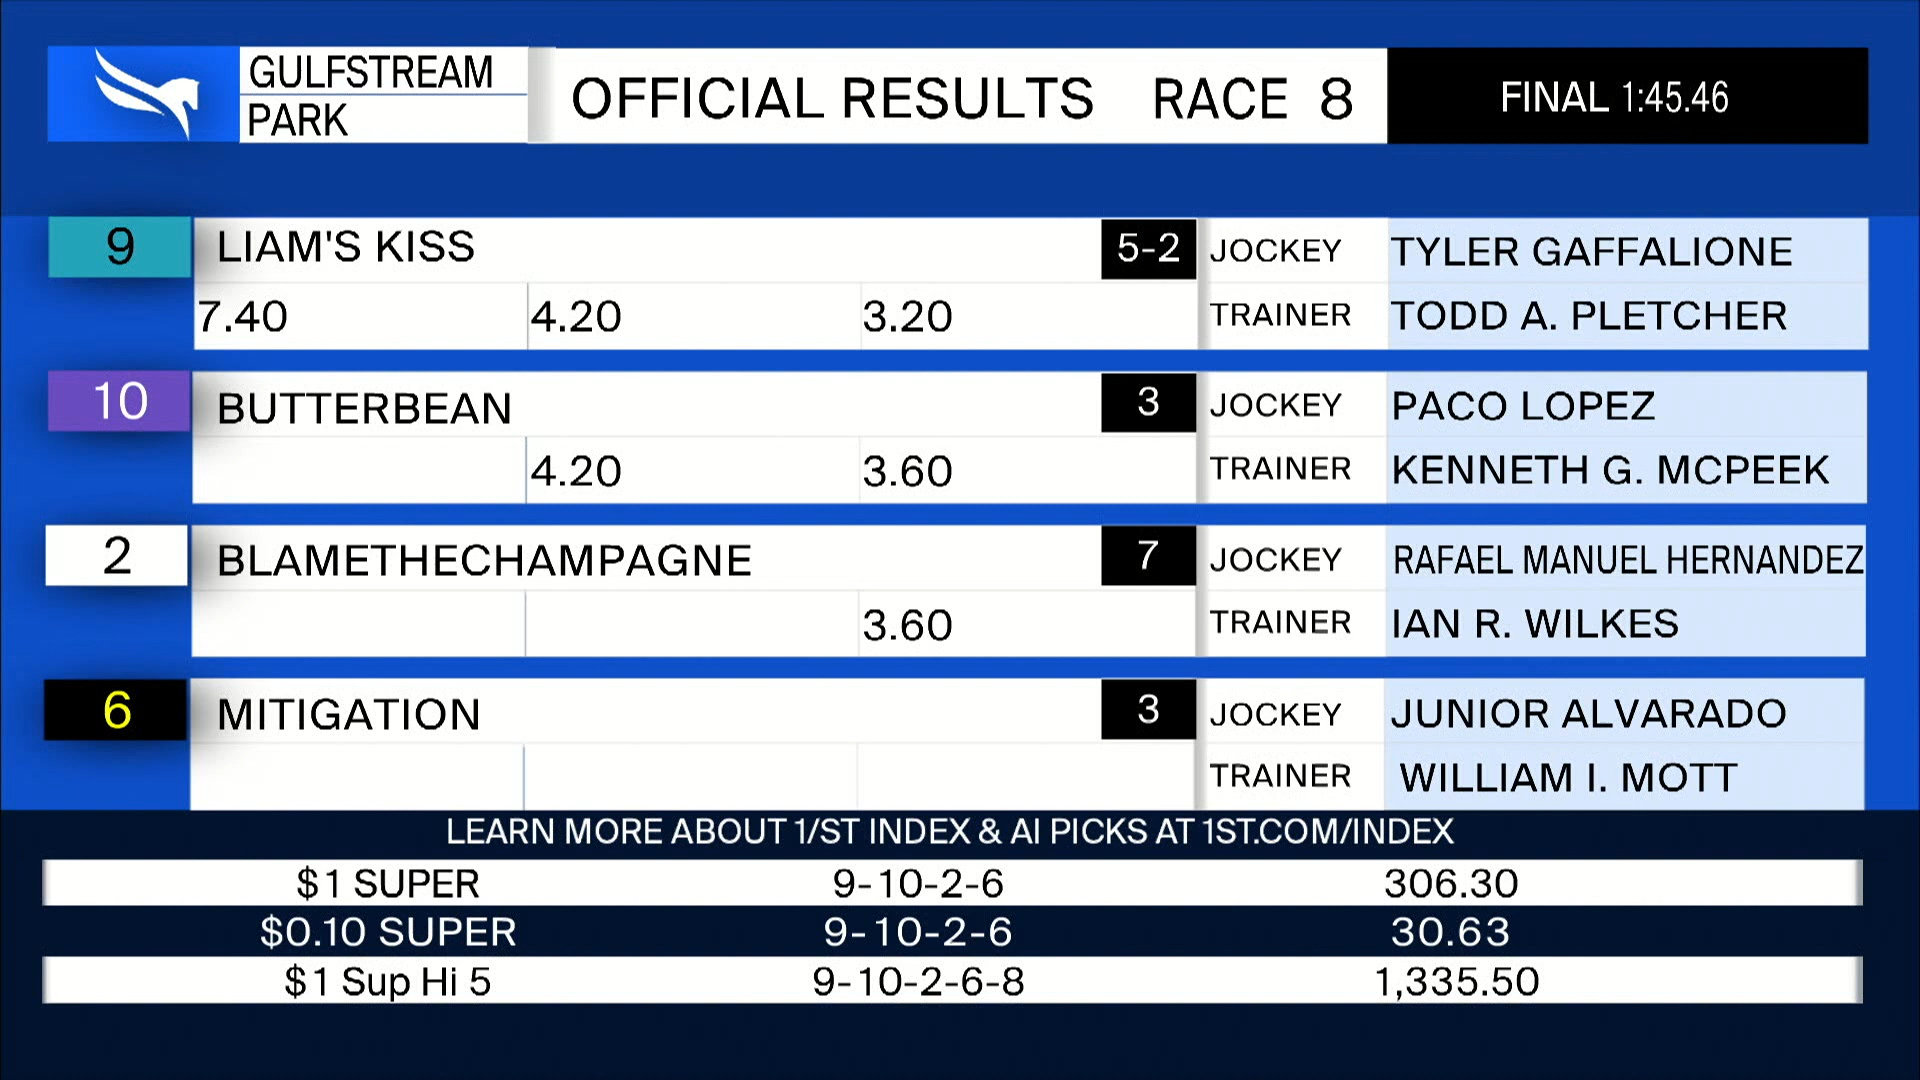 GULFSTREAM
PARK
OFFICIAL RESULTS RACE 8
FINAL 1:45.46
9 LIAM'S KISS 5-2 JOCKEY TYLER GAFFALIONE
7.40 4.20 3.20 TRAINER TODD A. PLETCHER
10 BUTTERBEAN 3 JOCKEY PACO LOPEZ
4.20 3.60 TRAINER KENNETH G. MCPEEK
2 BLAMETHECHAMPAGNE 7 JOCKEY RAFAEL MANUEL HERNANDEZ
3.60 TRAINER IAN R. WILKES
6 MITIGATION 3 JOCKEY JUNIOR ALVARADO
TRAINER WILLIAM I. MOTT
LEARN MORE ABOUT 1/ST INDEX & AI PICKS AT 1ST.COM/INDEX
$1 SUPER 9-10-2-6 306.30
$0.10 SUPER 9-10-2-6 30.63
$1 Sup Hi 5 9-10-2-6-8 1,335.50